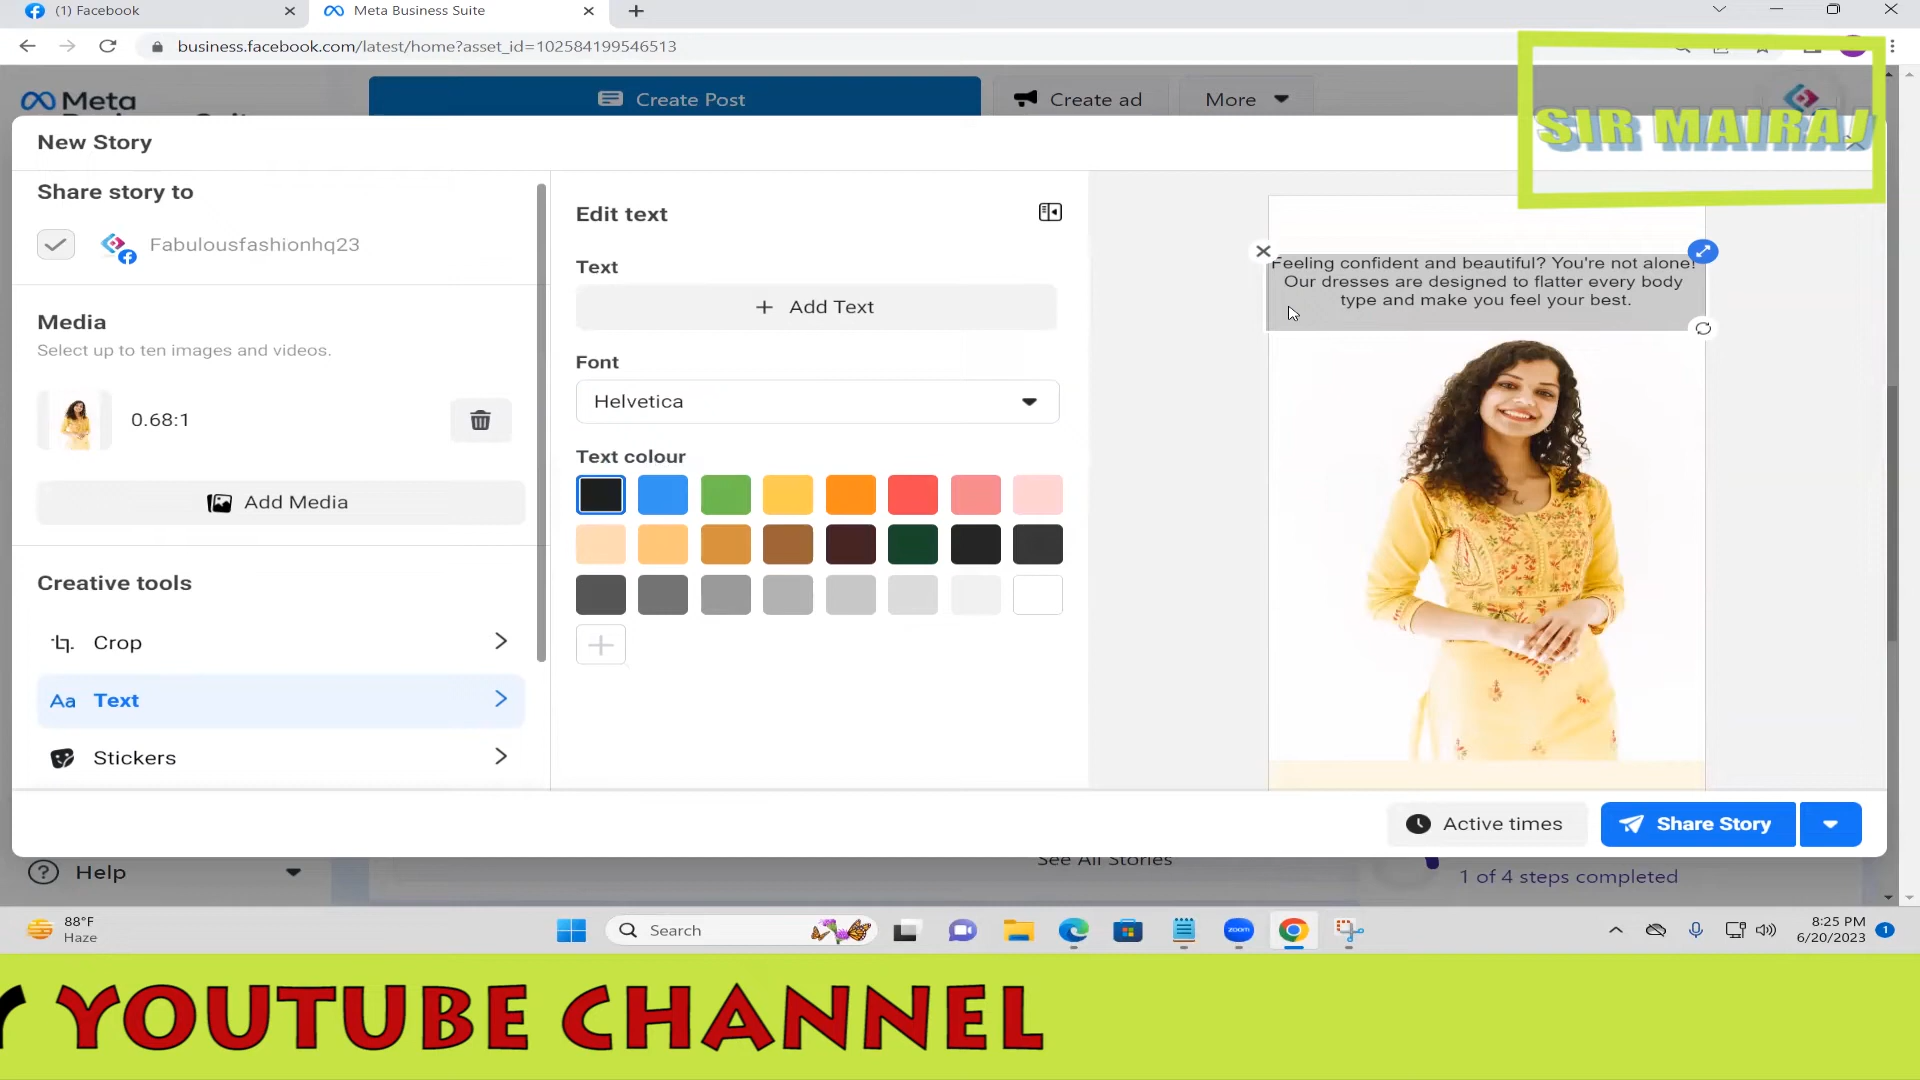 (1) Facebook
Meta Business Suite
business.facebook.com/latest/home?asset_id=102584199546513
Meta
Create Post
Create ad
More
SIR MAIRAJ
New Story
Share story to
Fabulousfashionhq23
Media
Select up to ten images and videos.
0.68:1
Add Media
Creative tools
Crop
Aa Text
Stickers
Edit text
Text
+ Add Text
Font
Helvetica
Text colour
Feeling confident and beautiful? You're not alone!
Our dresses are designed to flatter every body
type and make you feel your best.
Active times
Share Story
Help
See All Stories
1 of 4 steps completed
88°F
Haze
Search
zoom
8:25 PM
6/20/2023
1
Y YOUTUBE CHANNEL